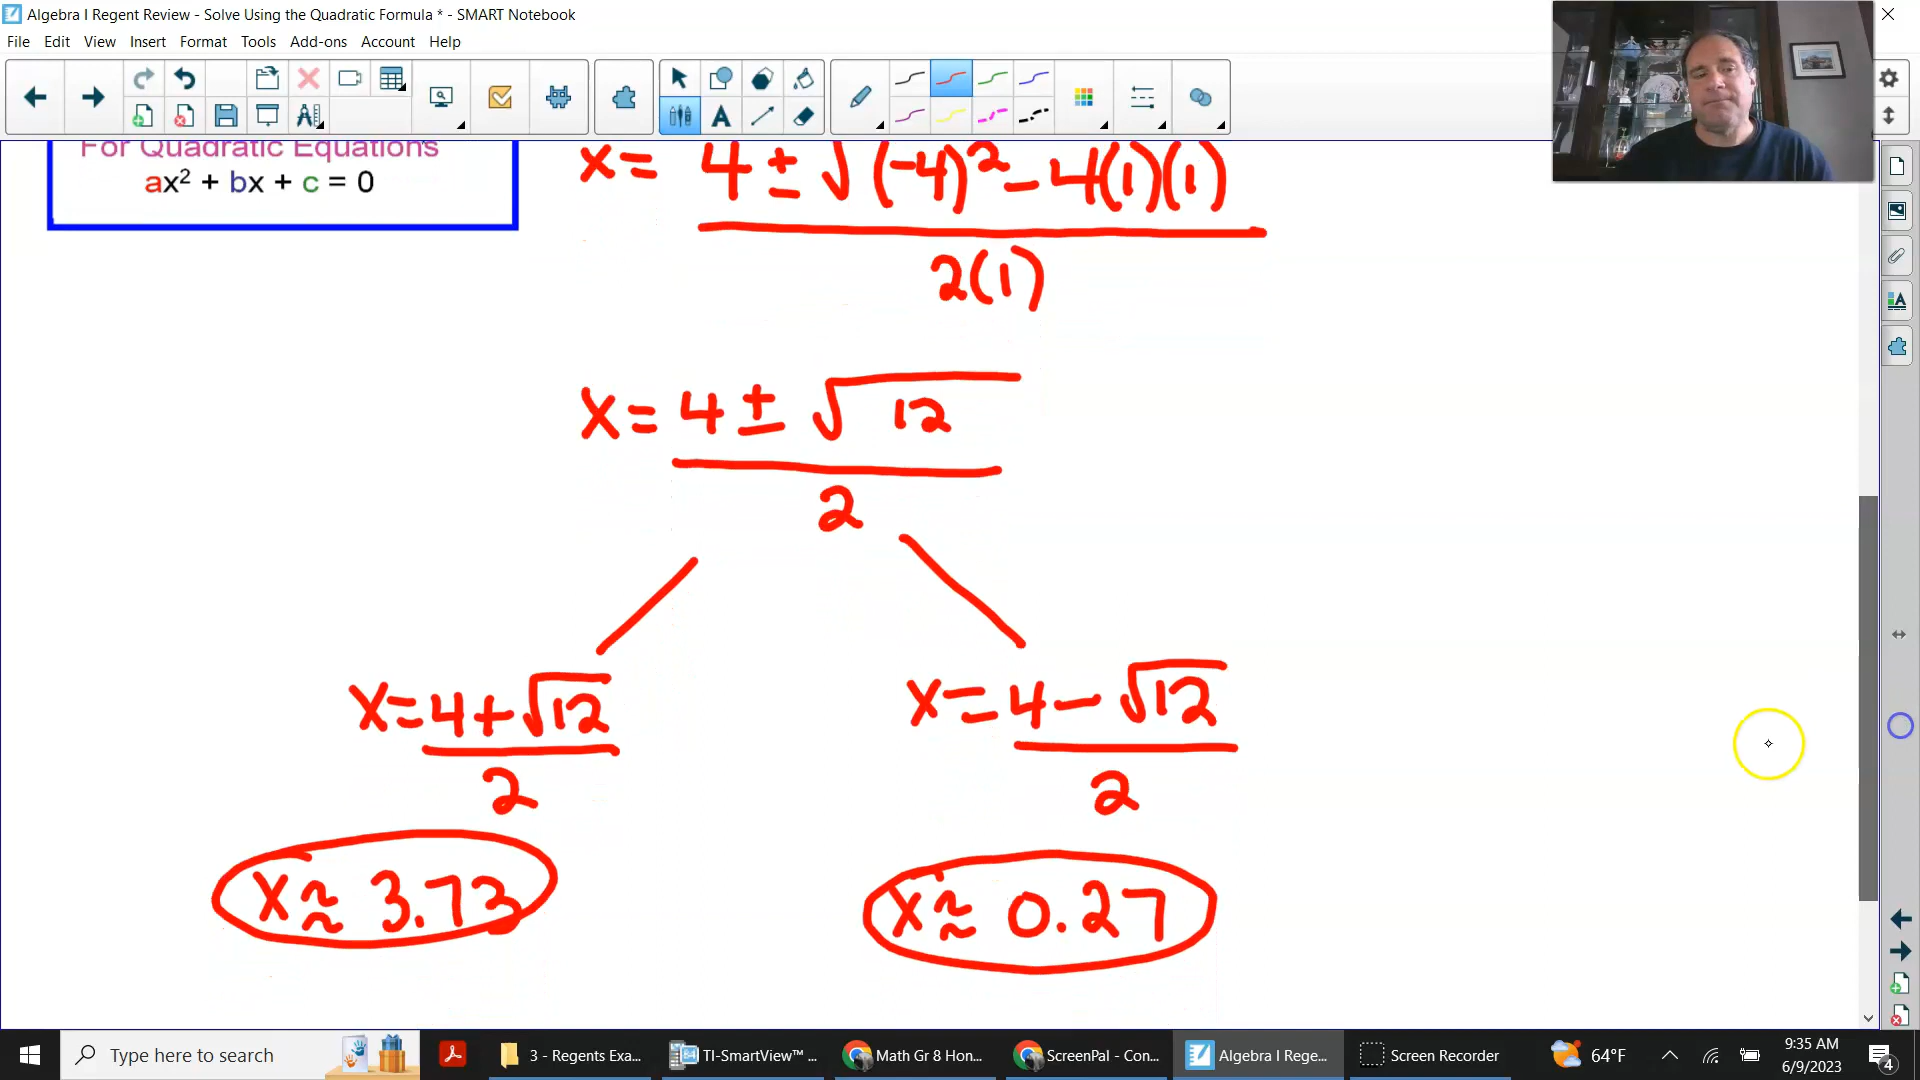 Algebra I Regent Review - Solve Using the Quadratic Formula * - SMART Notebook
File Edit View Insert Format Tools Add-ons Account Help
For Quadratic Equations
ax² + bx + c = 0
x = 4 ± √(-4)² - 4(1)(1)
2(1)
x = 4 ± √12
2
x = 4 + √12
2
x = 4 - √12
2
x ≈ 3.73
x ≈ 0.27
Type here to search
3 - Regents Exa...
TI-SmartView™ ...
Math Gr 8 Hon...
ScreenPal - Con...
Algebra I Rege...
Screen Recorder
64°F
9:35 AM
6/9/2023
4